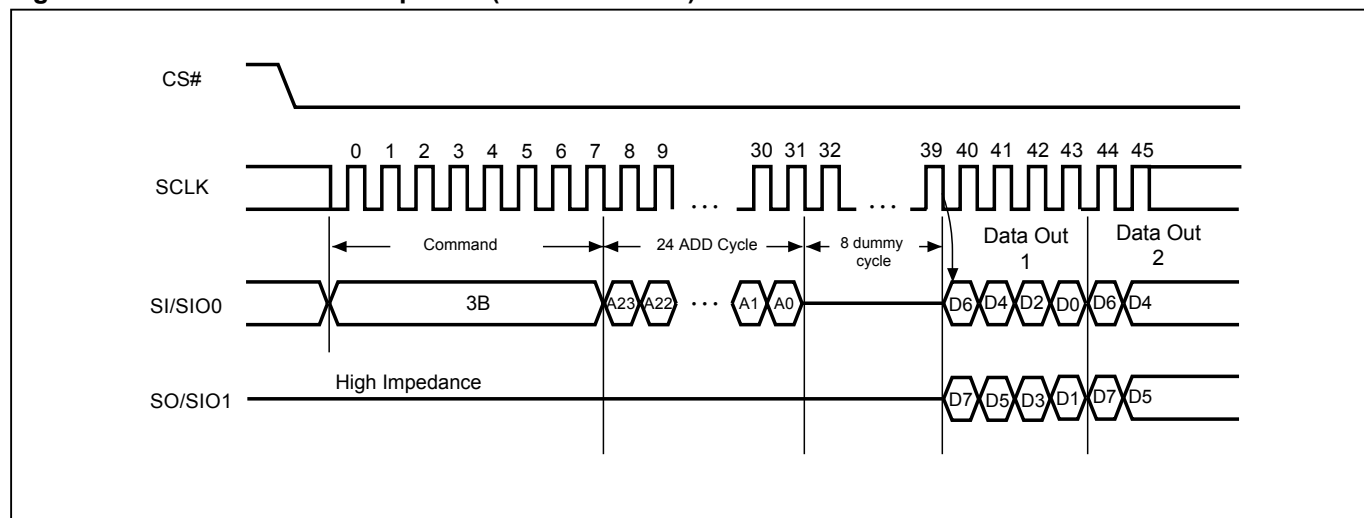 CS#
0 1 2 3 4 5 6 7 8 9 30 31 32 39 40 41 42 43 44 45
SCLK
... ...
Command 24 ADD Cycle 8 dummy cycle Data Out 1 Data Out 2
SI/SIO0 3B A23 A22 ... A1 A0 D6 D4 D2 D0 D6 D4
High Impedance
SO/SIO1 D7 D5 D3 D1 D7 D5